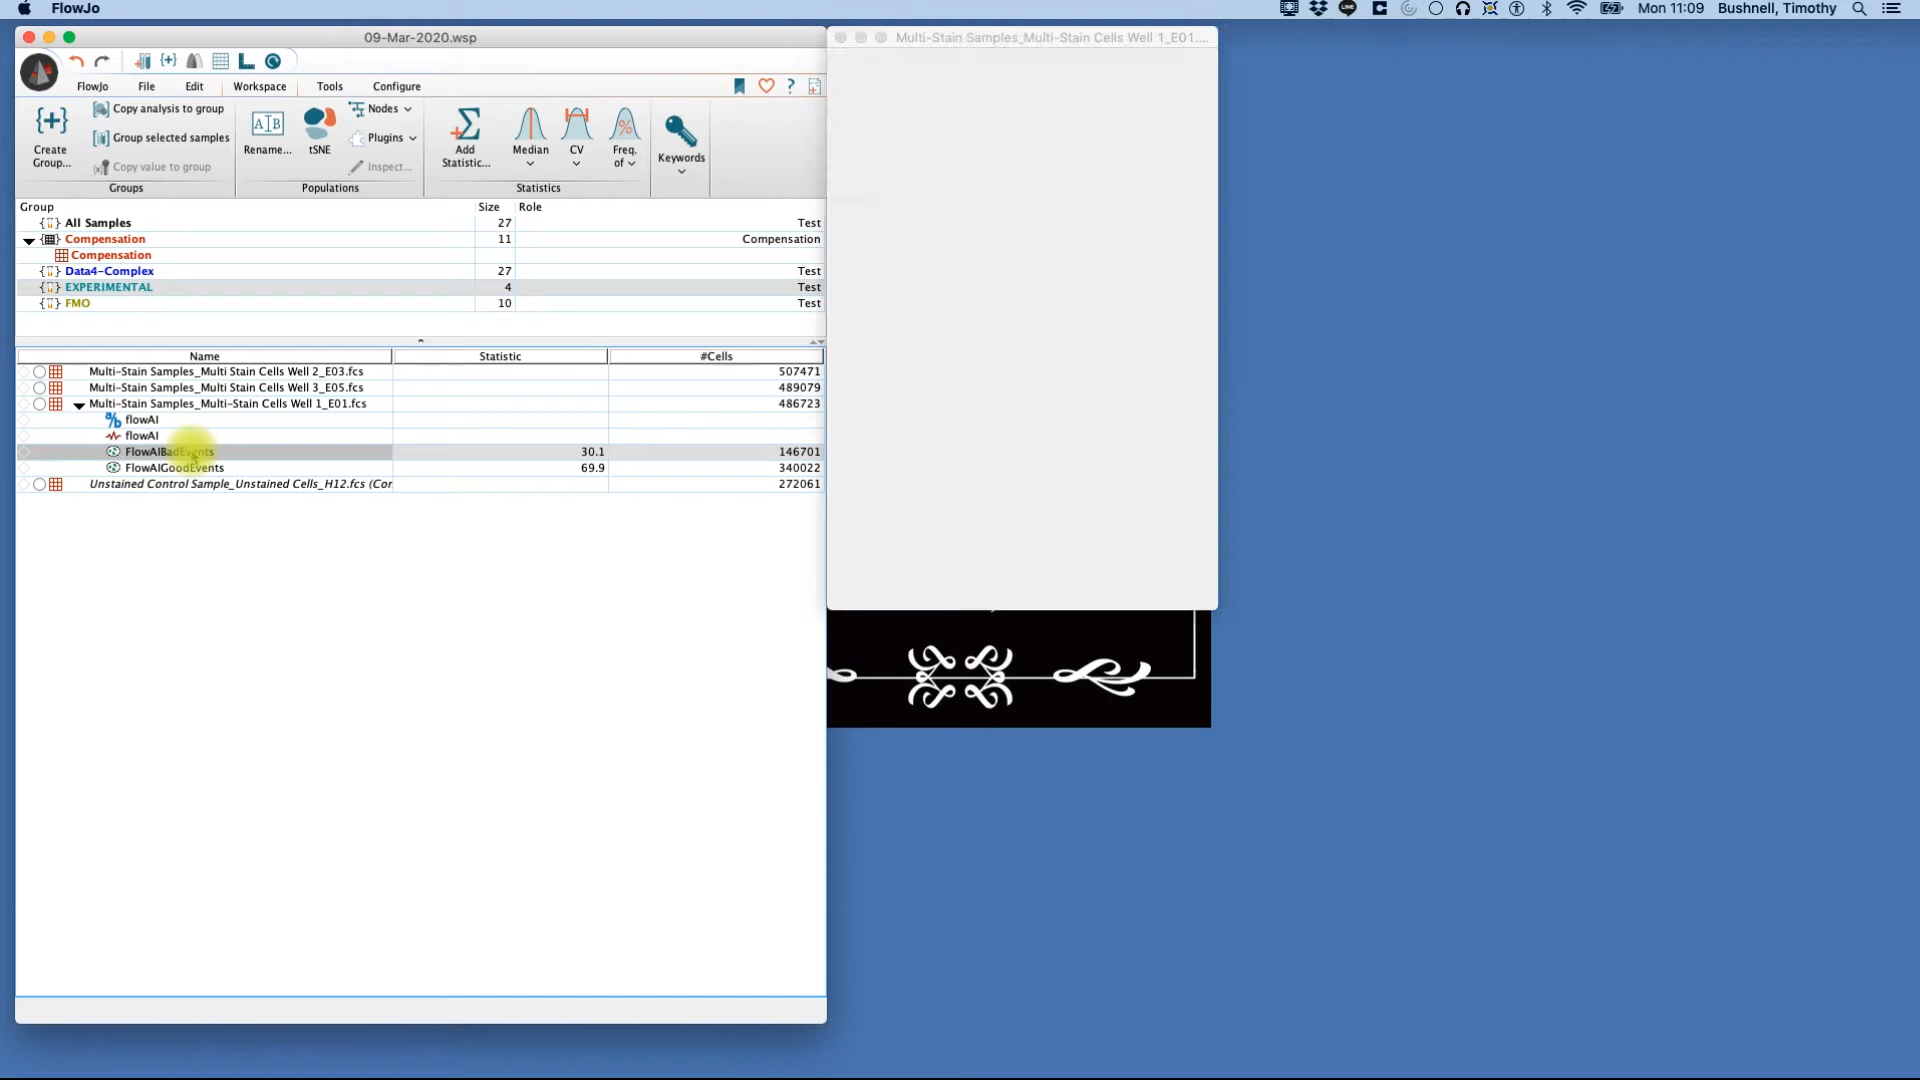 FlowJo
Mon 11:09
Bushnell, Timothy
09-Mar-2020.wsp
Multi-Stain Samples_Multi-Stain Cells Well 1_E01....
FlowJo File Edit Workspace Tools Configure
Create Group...
Copy analysis to group
Group selected samples
Copy value to group
Groups
Rename...
tSNE
Nodes
Plugins
Inspect...
Populations
Add Statistic...
Median
CV
Freq. of
Statistics
Keywords
Group Size Role
All Samples 27 Test
Compensation 11 Compensation
Compensation
Data4-Complex 27 Test
EXPERIMENTAL 4 Test
FMO 10 Test
Name Statistic #Cells
Multi-Stain Samples_Multi Stain Cells Well 2_E03.fcs 507471
Multi-Stain Samples_Multi Stain Cells Well 3_E05.fcs 489079
Multi-Stain Samples_Multi-Stain Cells Well 1_E01.fcs 486723
flowAI
flowAI
FlowAIBadEvents 30.1 146701
FlowAIGoodEvents 69.9 340022
Unstained Control Sample_Unstained Cells_H12.fcs (Cor 272061